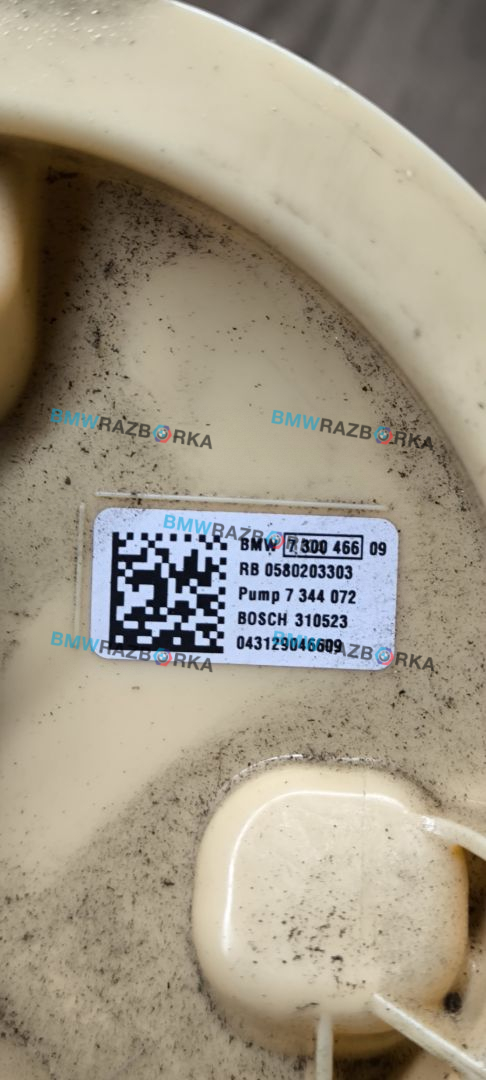 BMWRAZBORKA BMWRAZBORKA
BMWRAZBORKA
BMW 7 300 466 09
RB 0580203303
Pump 7 344 072
BOSCH 310523
043129046609
BMWRAZBORKA BMWRAZBORKA